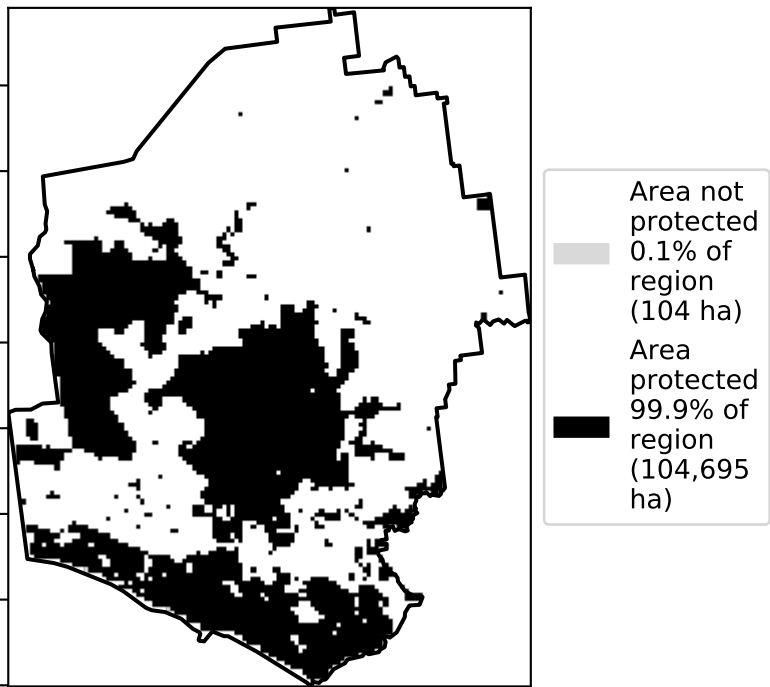 Area not
protected
0.1% of
region
(104 ha)
Area
protected
99.9% of
region
(104,695
ha)